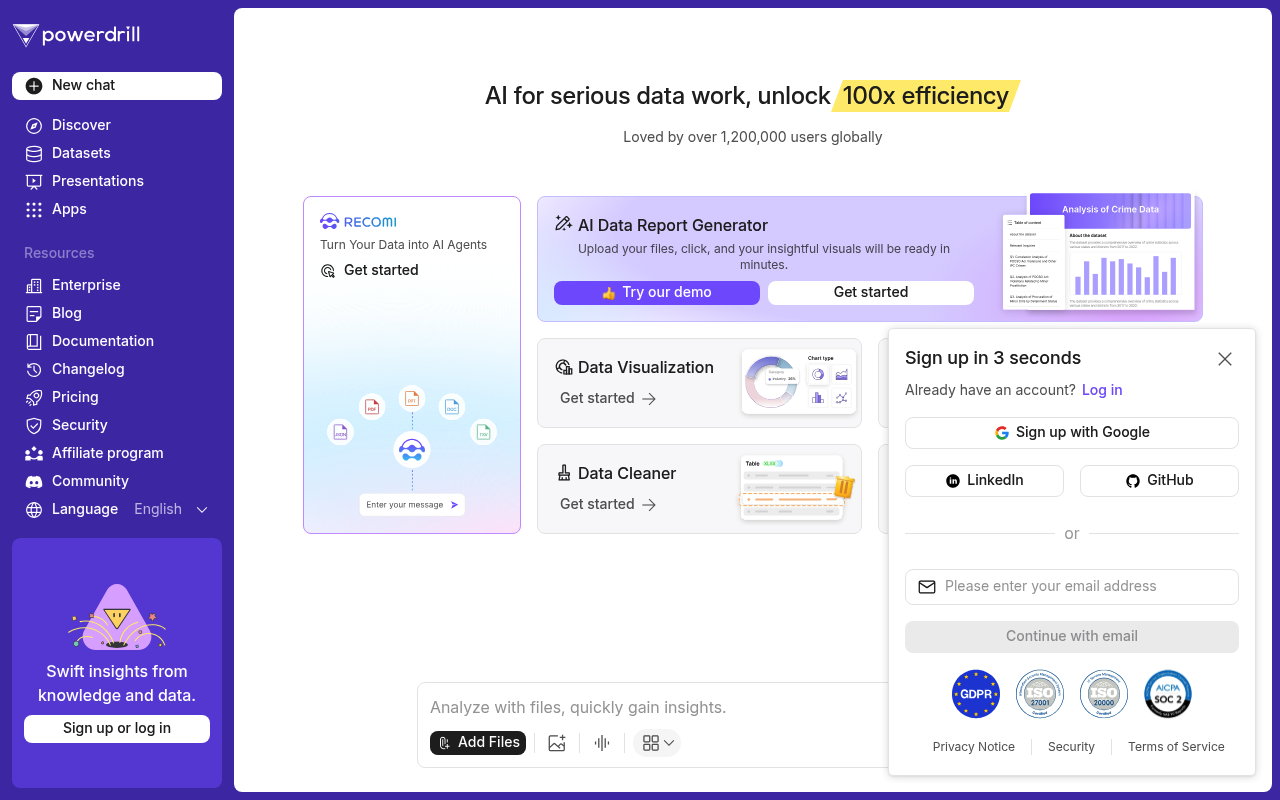 powerdrill
New chat
Discover
Datasets
Presentations
Apps
Resources
Enterprise
Blog
Documentation
Changelog
Pricing
Security
Affiliate program
Community
Language English
Swift insights from
knowledge and data.
Sign up or log in
AI for serious data work, unlock 100x efficiency
Loved by over 1,200,000 users globally
RECOMI
Turn Your Data into AI Agents
Get started
PDF
Enter your message
AI Data Report Generator
Upload your files, click, and your insightful visuals will be ready in
minutes.
👍 Try our demo
Get started
Analysis of Crime Data
Table of content
About the dataset
Data Visualization
Get started
Chart type
Data Cleaner
Get started
Table
Analyze with files, quickly gain insights.
Add Files
Sign up in 3 seconds
Already have an account? Log in
Sign up with Google
LinkedIn
GitHub
or
Please enter your email address
Continue with email
GDPR
ISO
27001
Certified
ISO
20000
Certified
AICPA
SOC 2
Privacy Notice
Security
Terms of Service